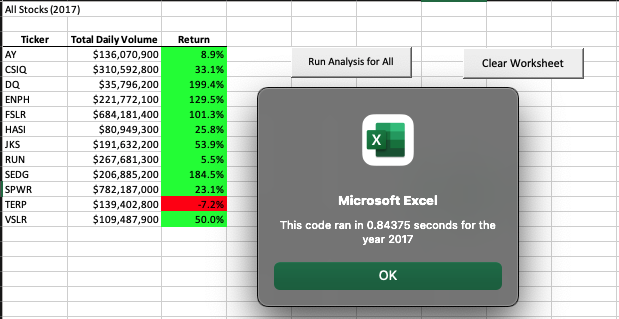 All Stocks (2017)
Ticker Total Daily Volume Return
AY $136,070,900 8.9%
CSIQ $310,592,800 33.1%
DQ $35,796,200 199.4%
ENPH $221,772,100 129.5%
FSLR $684,181,400 101.3%
HASI $80,949,300 25.8%
JKS $191,632,200 53.9%
RUN $267,681,300 5.5%
SEDG $206,885,200 184.5%
SPWR $782,187,000 23.1%
TERP $139,402,800 -7.2%
VSLR $109,487,900 50.0%
Run Analysis for All
Clear Worksheet
X
Microsoft Excel
This code ran in 0.84375 seconds for the
year 2017
OK